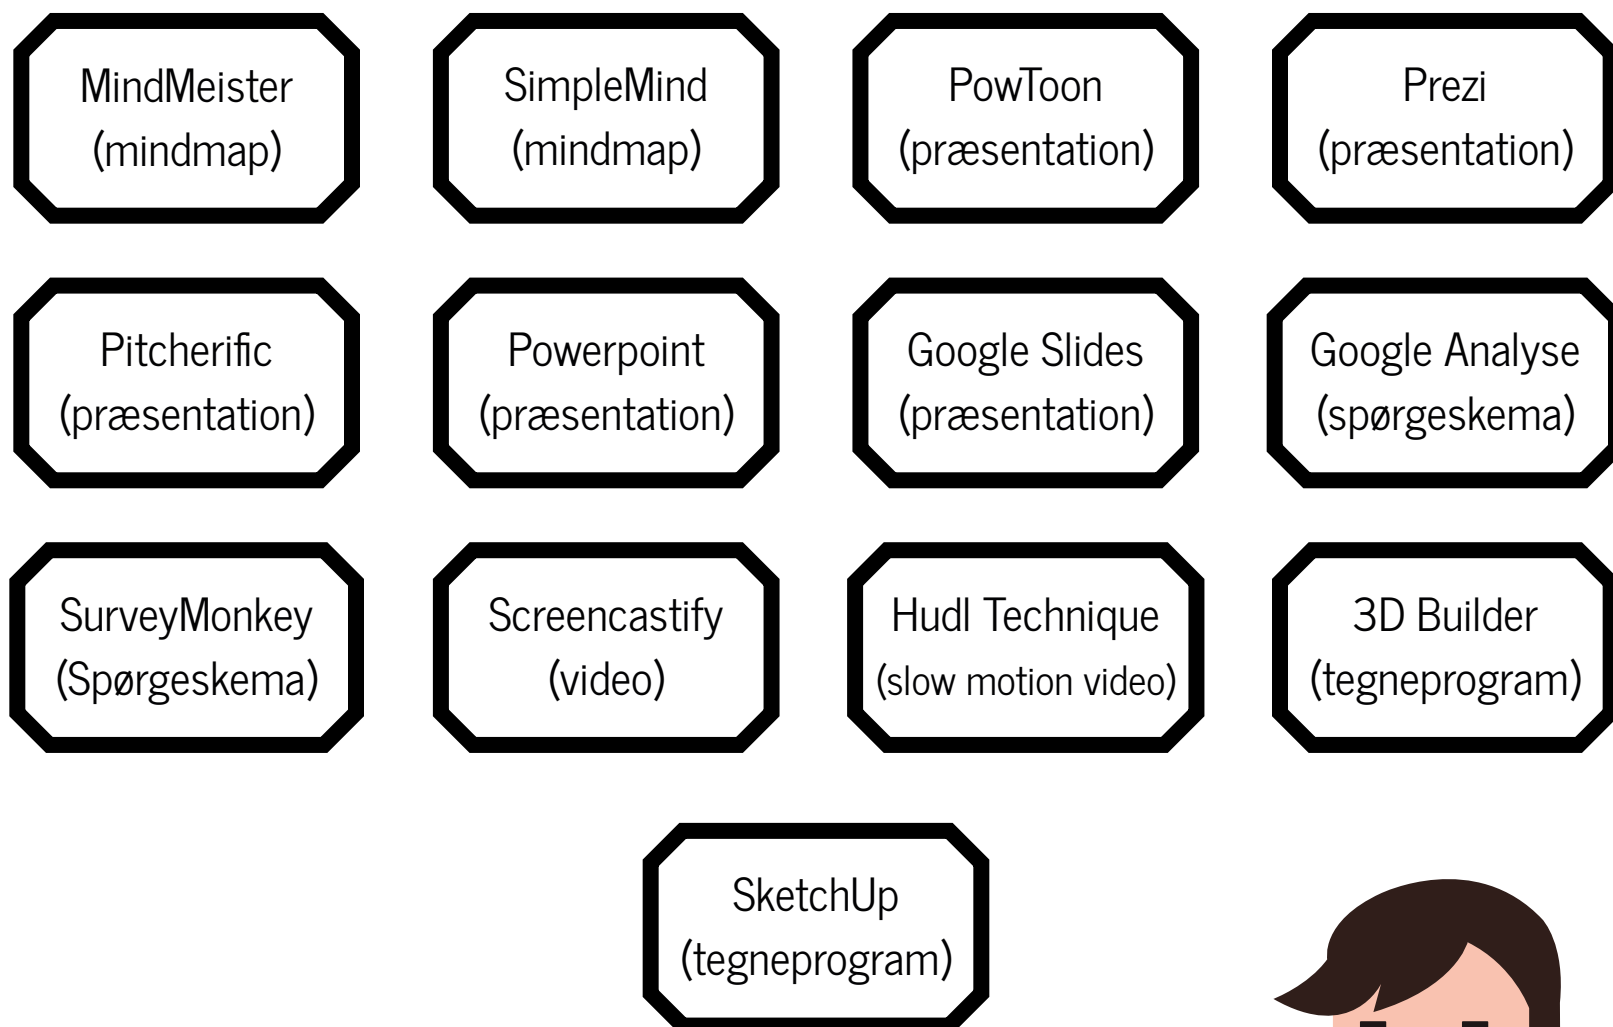 MindMeister
(mindmap)
SimpleMind
(mindmap)
PowToon
(præsentation)
Prezi
(præsentation)
Pitcherific
(præsentation)
Powerpoint
(præsentation)
Google Slides
(præsentation)
Google Analyse
(spørgeskema)
SurveyMonkey
(Spørgeskema)
Screencastify
(video)
Hudl Technique
(slow motion video)
3D Builder
(tegneprogram)
SketchUp
(tegneprogram)